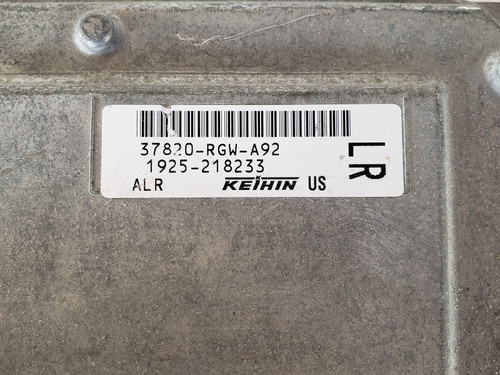 37820-RGW-A92
1925-218233
ALR KEIHIN US
LR